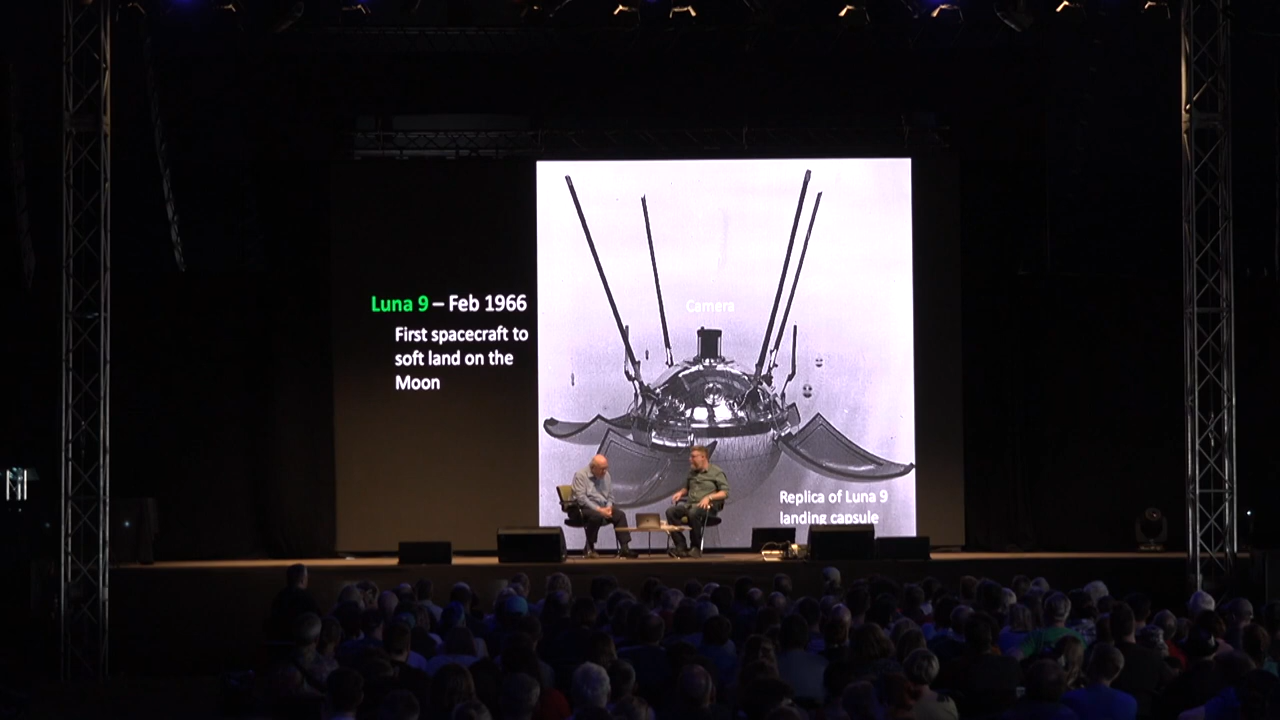 Luna 9 – Feb 1966
First spacecraft to
soft land on the
Moon
Camera
Replica of Luna 9
landing capsule